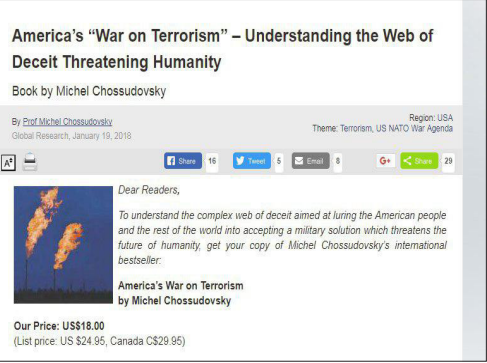 America's “War on Terrorism” – Understanding the Web of
Deceit Threatening Humanity
Book by Michel Chossudovsky
By Prof Michel Chossudovsky
Global Research, January 19, 2018
Region: USA
Theme: Terrorism, US NATO War Agenda
A Share 16 Tweet 5 Email 8 G+ Share 29
Dear Readers,
To understand the complex web of deceit aimed at luring the American people
and the rest of the world into accepting a military solution which threatens the
future of humanity, get your copy of Michel Chossudovsky's international
bestseller:
America's War on Terrorism
by Michel Chossudovsky
Our Price: US$18.00
(List price: US $24.95, Canada C$29.95)